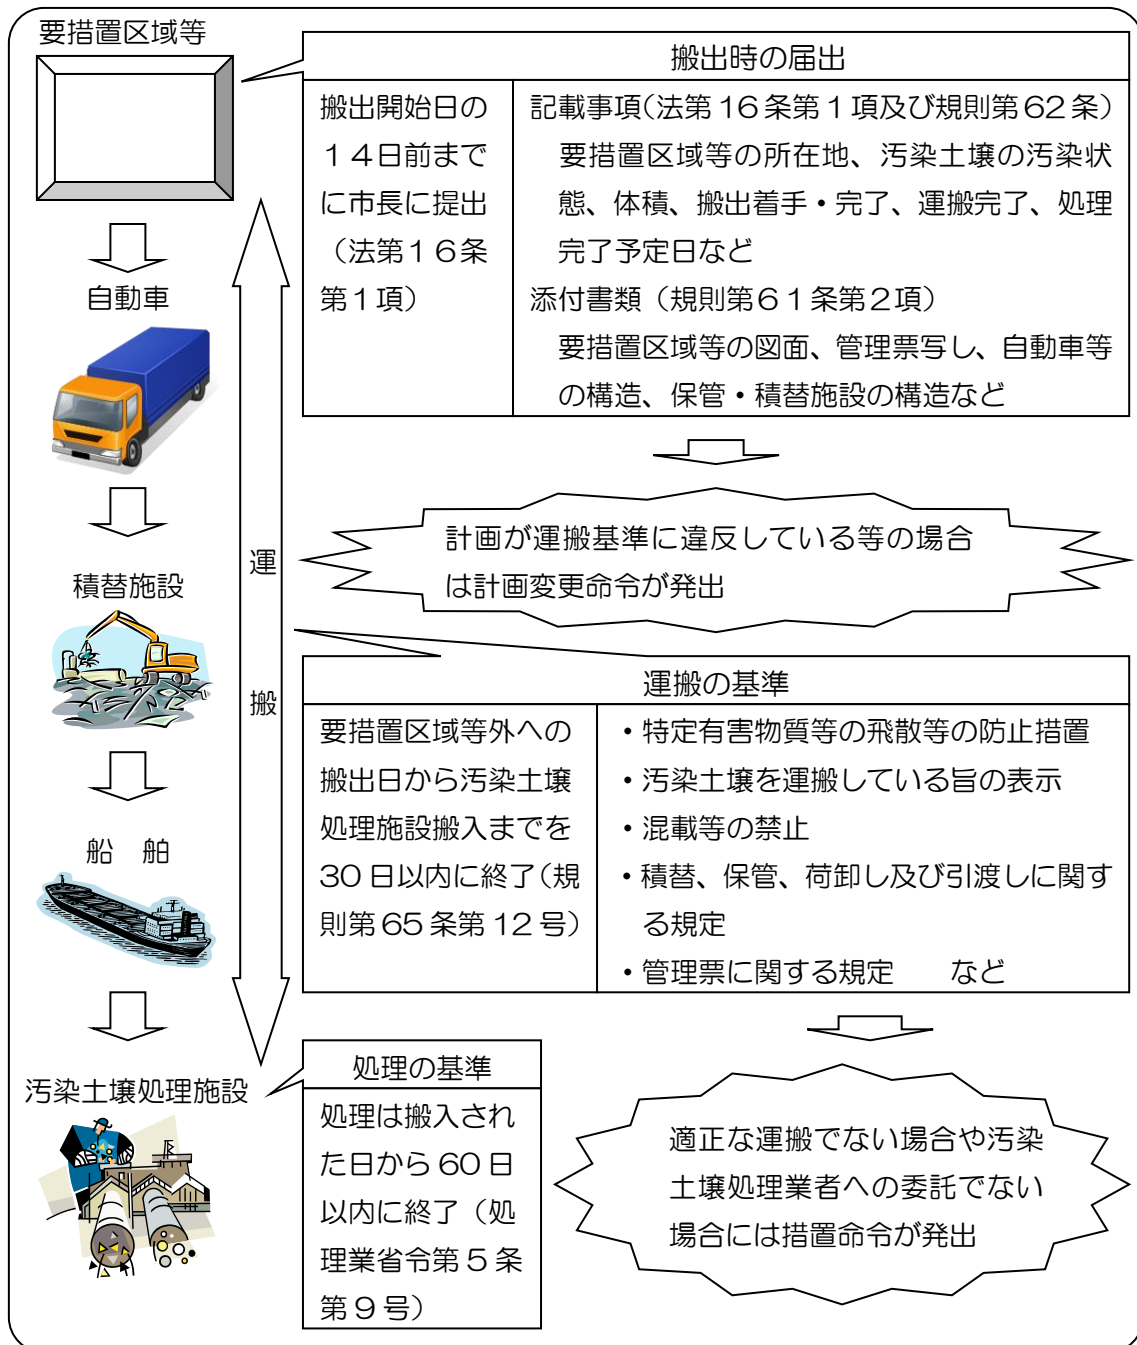 要措置区域等
搬出時の届出
搬出開始日の
14日前まで
に市長に提出
(法第16条
第1項)
記載事項(法第16条第1項及び規則第62条)
要措置区域等の所在地、汚染土壌の汚染状
態、体積、搬出着手・完了、運搬完了、処理
完了予定日など
添付書類(規則第61条第2項)
要措置区域等の図面、管理票写し、自動車等
の構造、保管・積替施設の構造など
自動車
計画が運搬基準に違反している等の場合
は計画変更命令が発出
積替施設
運
搬
運搬の基準
要措置区域等外への
搬出日から汚染土壌
処理施設搬入までを
30日以内に終了(規
則第65条第12号)
・特定有害物質等の飛散等の防止措置
・汚染土壌を運搬している旨の表示
・混載等の禁止
・積替、保管、荷卸し及び引渡しに関す
る規定
・管理票に関する規定 など
船 舶
汚染土壌処理施設
処理の基準
処理は搬入され
た日から60日
以内に終了(処
理業省令第5条
第9号)
適正な運搬でない場合や汚染
土壌処理業者への委託でない
場合には措置命令が発出